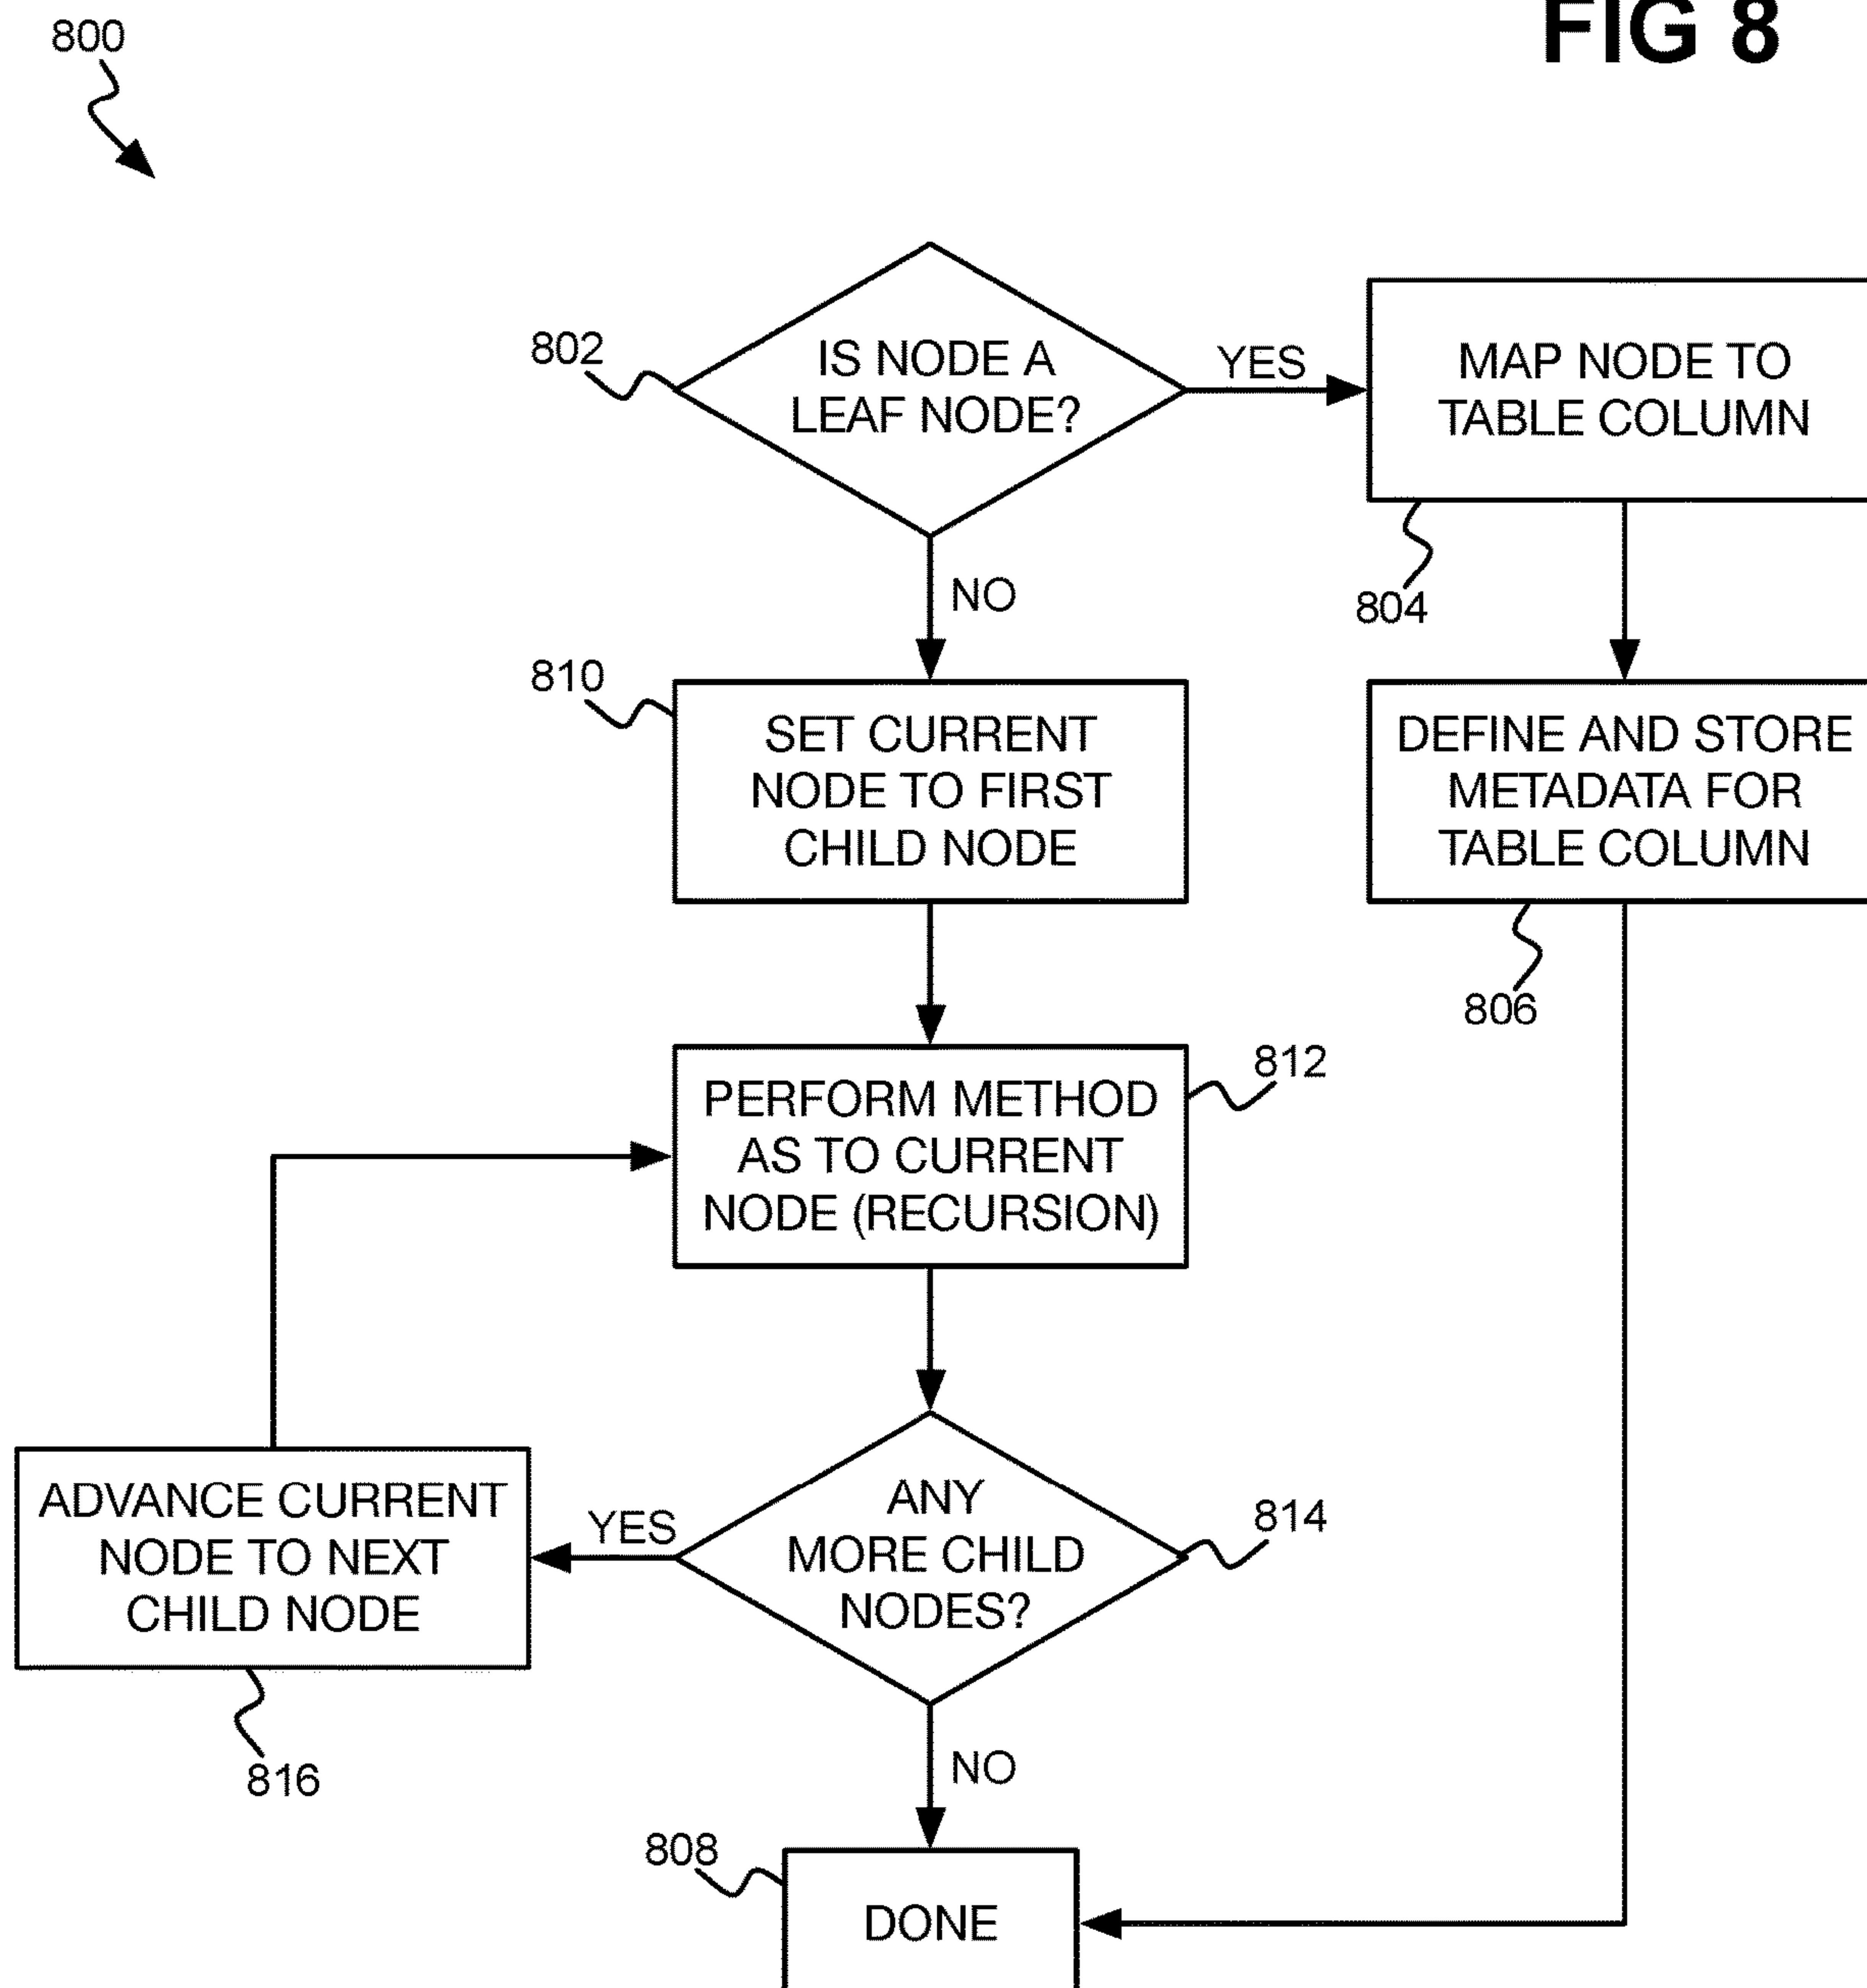 800
FIG 8
802
IS NODE A
LEAF NODE?
YES
MAP NODE TO
TABLE COLUMN
804
NO
810
SET CURRENT
NODE TO FIRST
CHILD NODE
DEFINE AND STORE
METADATA FOR
TABLE COLUMN
806
812
PERFORM METHOD
AS TO CURRENT
NODE (RECURSION)
ADVANCE CURRENT
NODE TO NEXT
CHILD NODE
816
YES
ANY
MORE CHILD
NODES?
814
NO
808
DONE